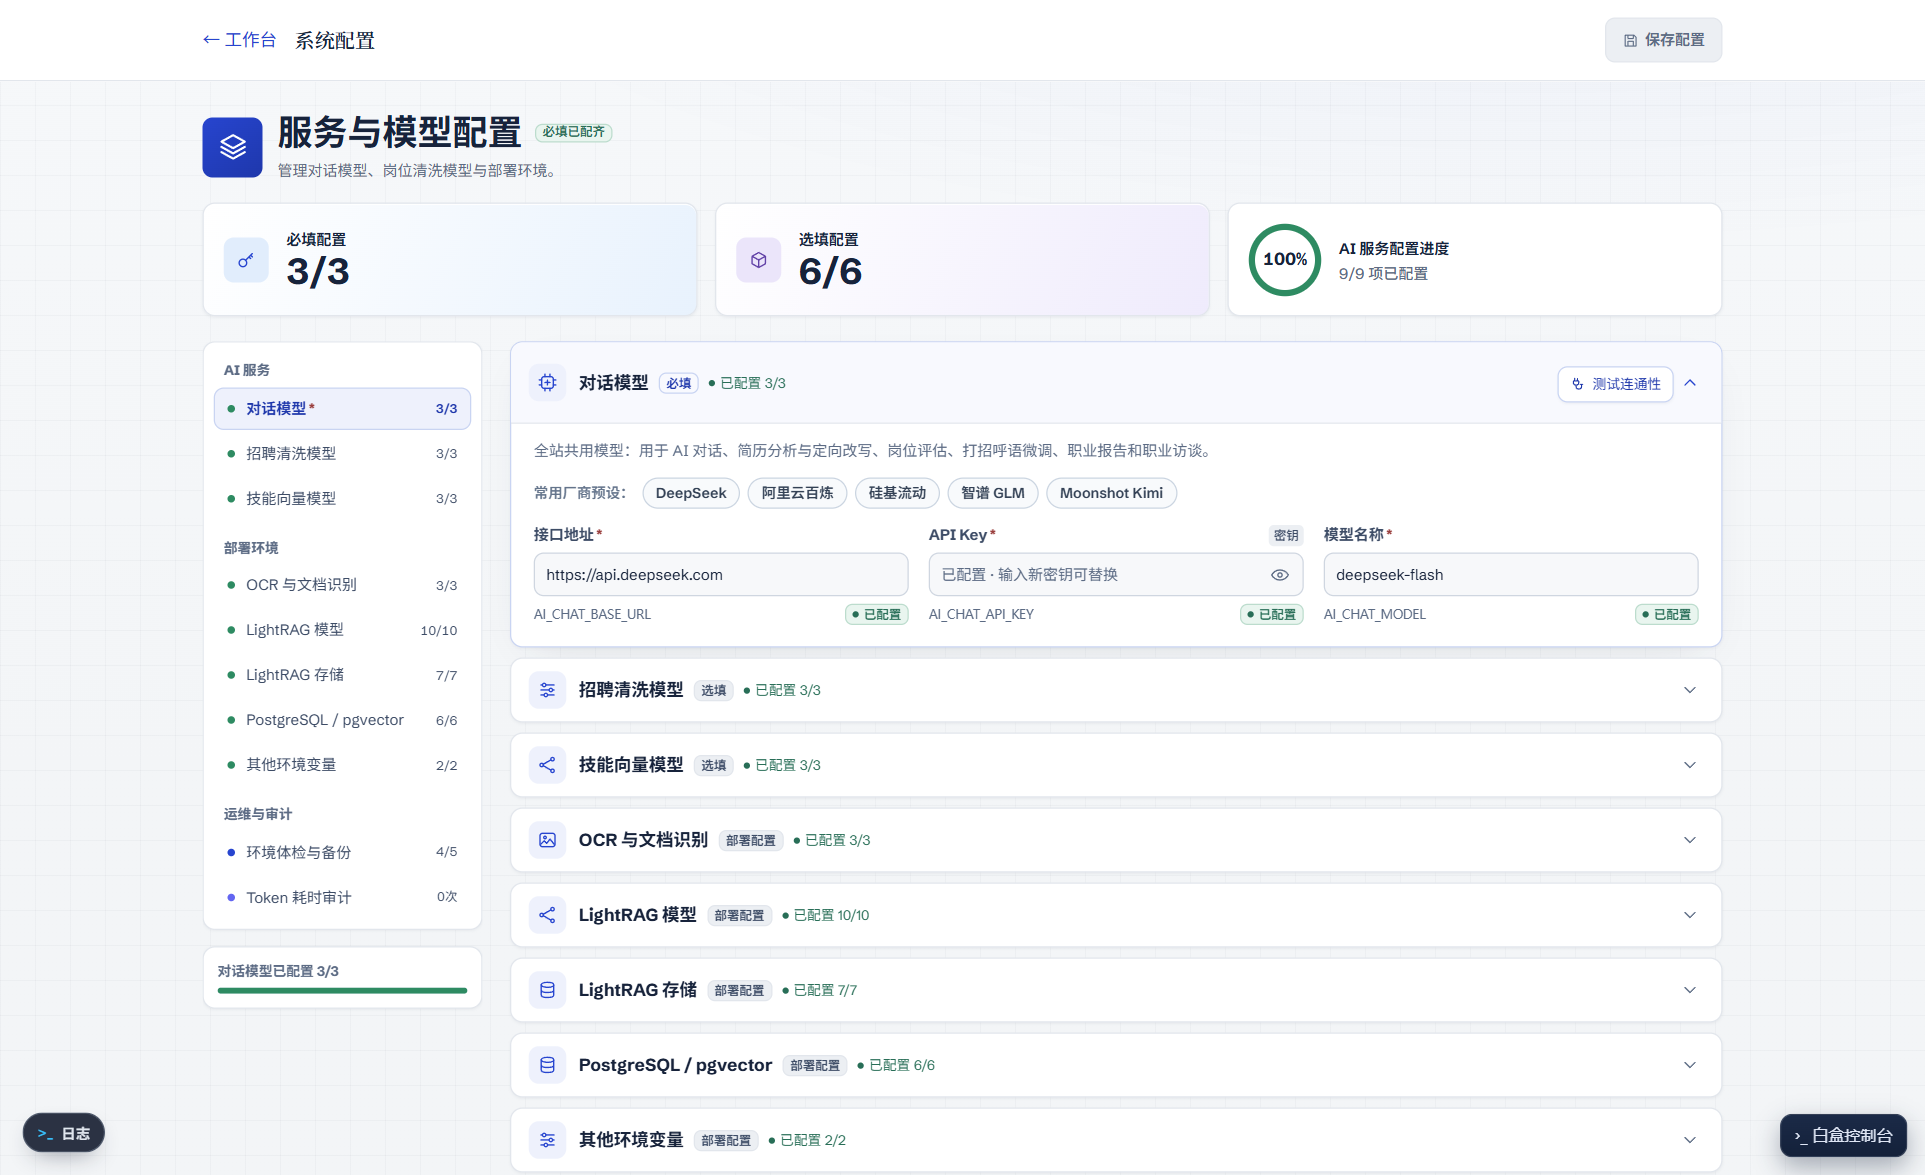 ← 工作台 系统配置
保存配置
服务与模型配置 必填已配齐
管理对话模型、岗位清洗模型与部署环境。
必填配置
3/3
选填配置
6/6
100%
AI 服务配置进度
9/9 项已配置
AI 服务
对话模型* 3/3
招聘清洗模型 3/3
技能向量模型 3/3
部署环境
OCR 与文档识别 3/3
LightRAG 模型 10/10
LightRAG 存储 7/7
PostgreSQL / pgvector 6/6
其他环境变量 2/2
运维与审计
环境体检与备份 4/5
Token 耗时审计 0次
对话模型已配置 3/3
对话模型 必填 已配置 3/3 测试连通性
全站共用模型：用于 AI 对话、简历分析与定向改写、岗位评估、打招呼语微调、职业报告和职业访谈。
常用厂商预设： DeepSeek 阿里云百炼 硅基流动 智谱 GLM Moonshot Kimi
接口地址* API Key* 密钥 模型名称*
https://api.deepseek.com 已配置 · 输入新密钥可替换 deepseek-flash
AI_CHAT_BASE_URL 已配置 AI_CHAT_API_KEY 已配置 AI_CHAT_MODEL 已配置
招聘清洗模型 选填 已配置 3/3
技能向量模型 选填 已配置 3/3
OCR 与文档识别 部署配置 已配置 3/3
LightRAG 模型 部署配置 已配置 10/10
LightRAG 存储 部署配置 已配置 7/7
PostgreSQL / pgvector 部署配置 已配置 6/6
其他环境变量 部署配置 已配置 2/2
>_ 日志
›_ 白盒控制台